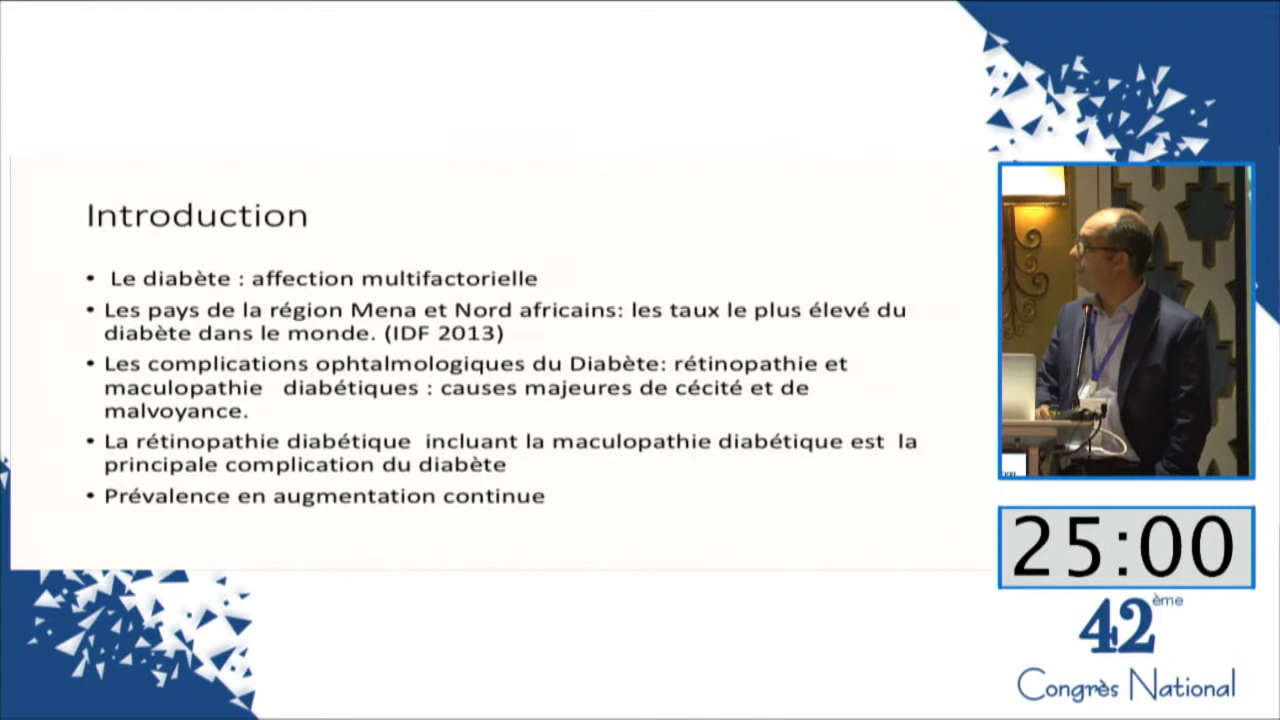 Introduction
• Le diabète : affection multifactorielle
• Les pays de la région Mena et Nord africains: les taux le plus élevé du
diabète dans le monde. (IDF 2013)
• Les complications ophtalmologiques du Diabète: rétinopathie et
maculopathie diabétiques : causes majeures de cécité et de
malvoyance.
• La rétinopathie diabétique incluant la maculopathie diabétique est la
principale complication du diabète
• Prévalence en augmentation continue
25:00
42ème
Congrès National